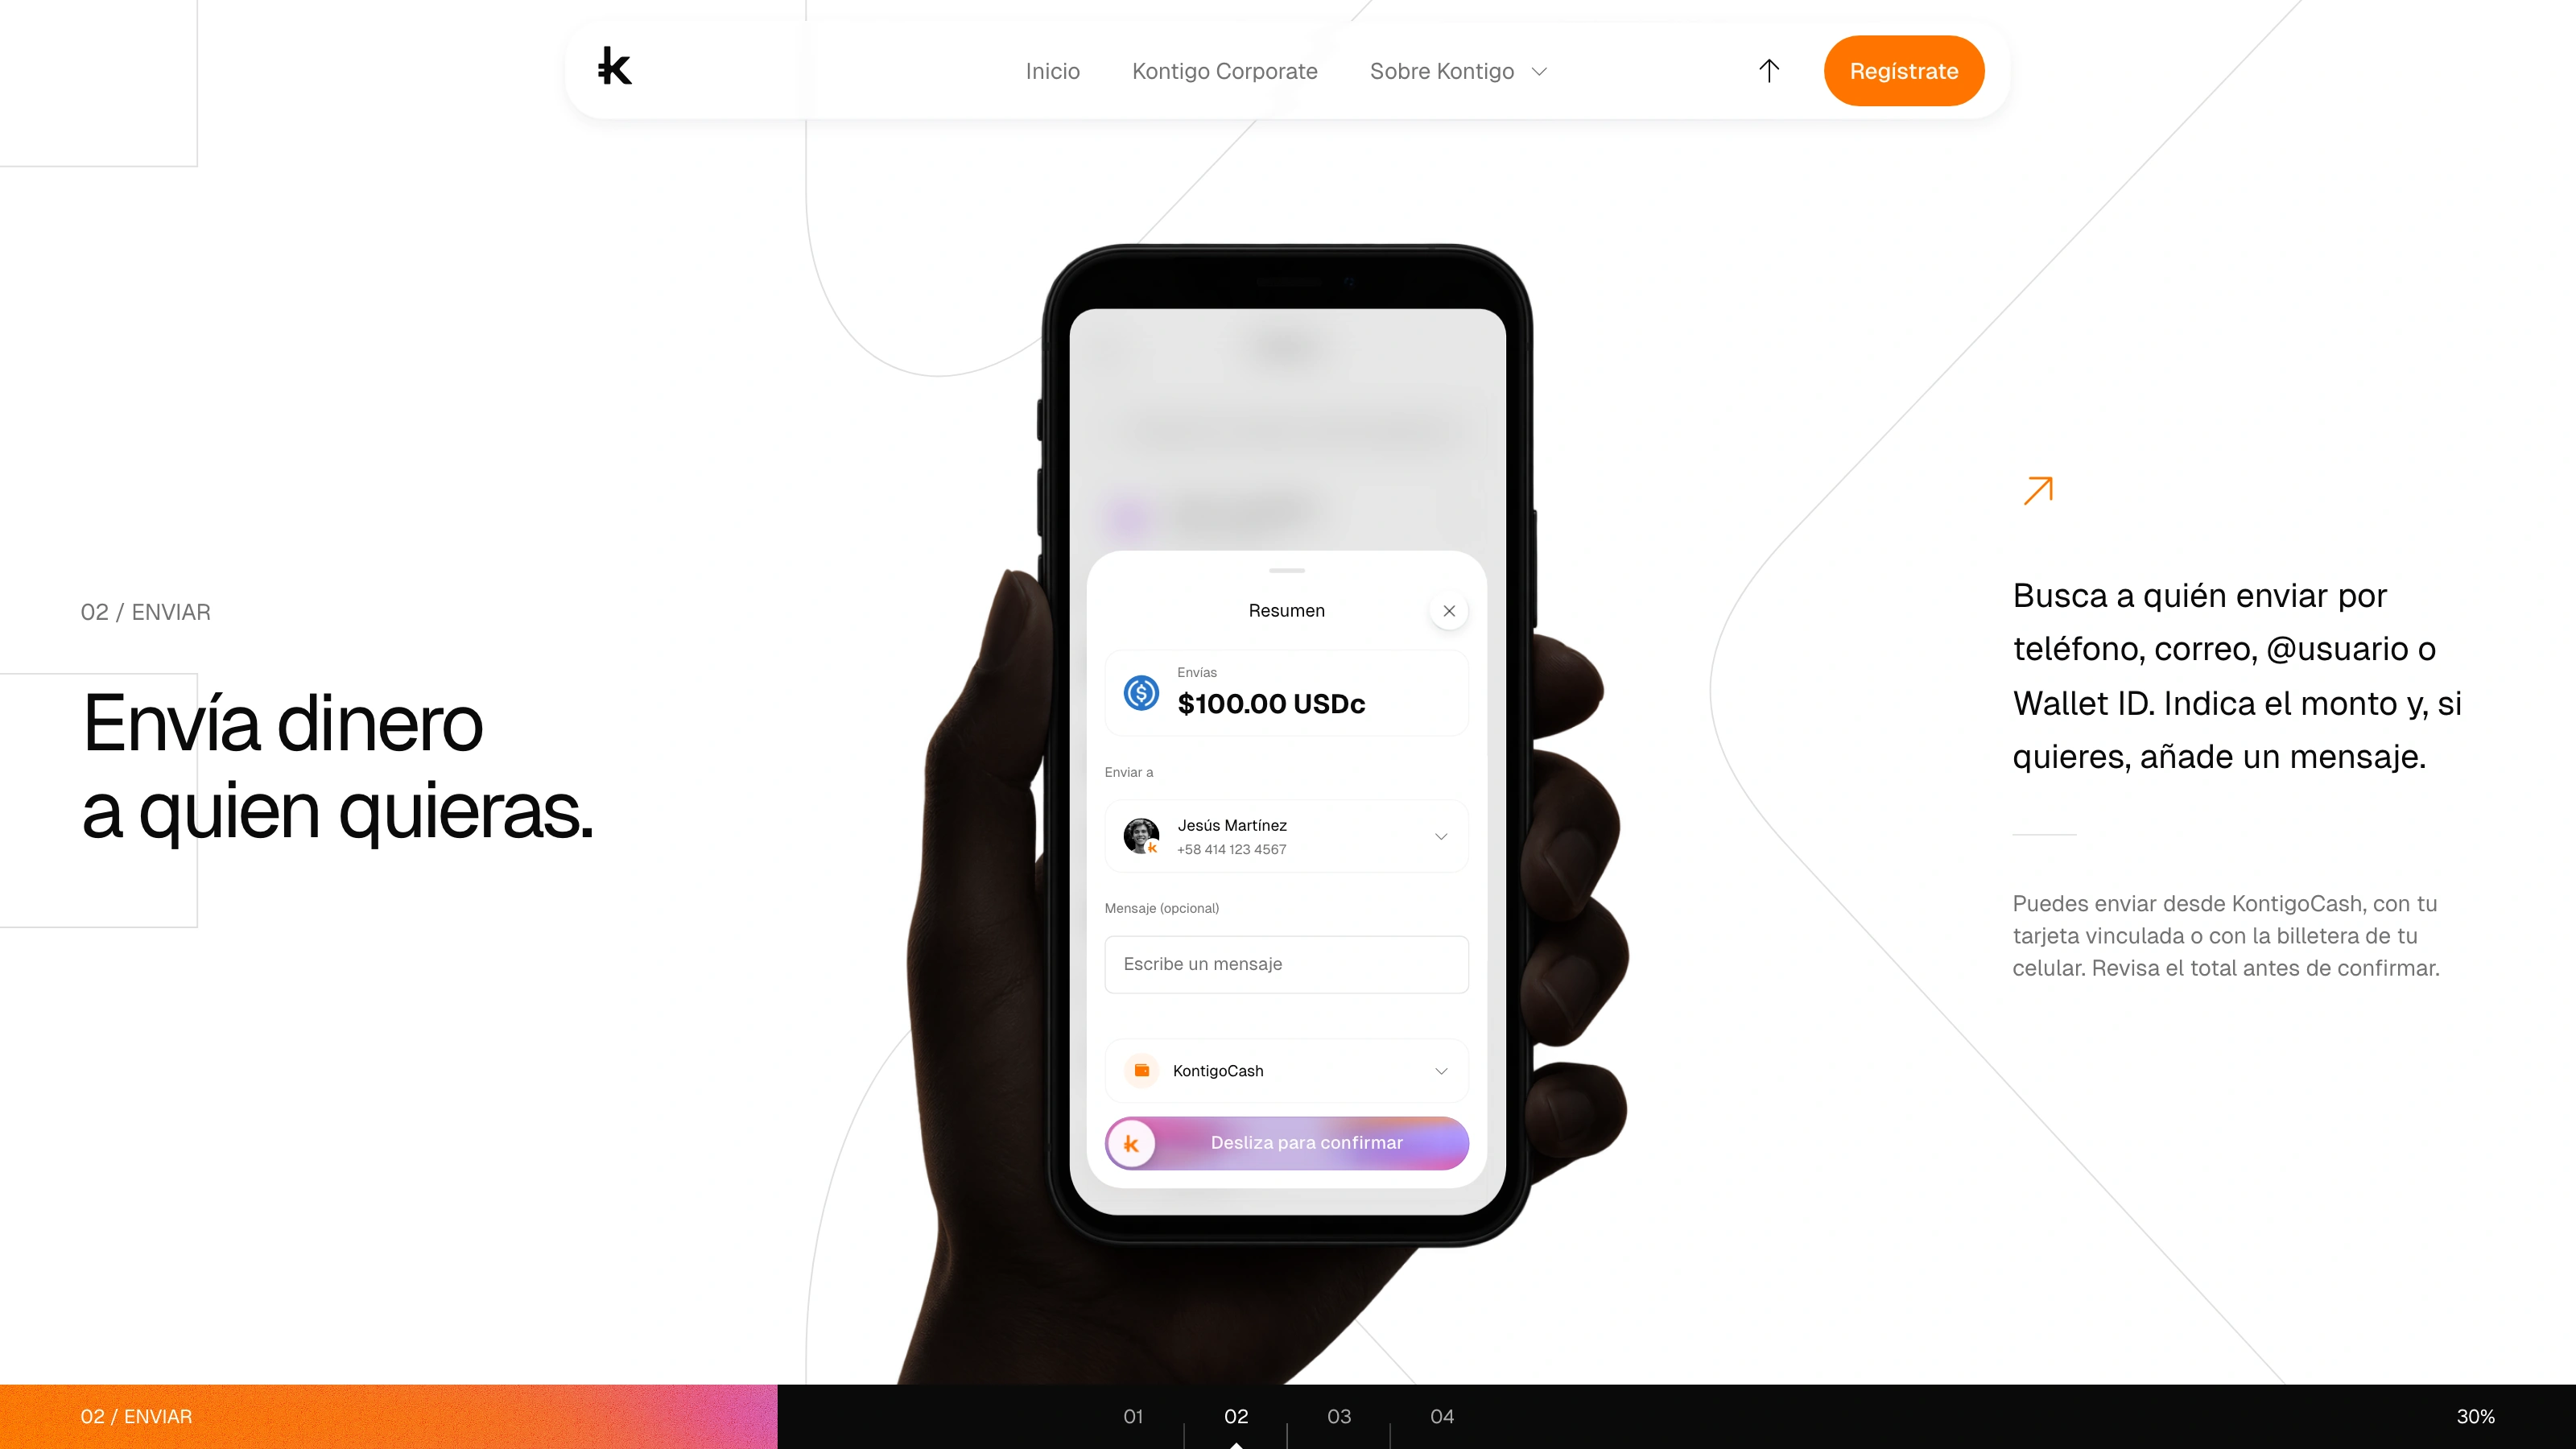 Inicio
Kontigo Corporate
Sobre Kontigo
Regístrate
02 / ENVIAR
Envía dinero
a quien quieras.
Resumen
Envías
$100.00 USDc
Enviar a
Jesús Martínez
+58 414 123 4567
Mensaje (opcional)
Escribe un mensaje
KontigoCash
Desliza para confirmar
Busca a quién enviar por
teléfono, correo, @usuario o
Wallet ID. Indica el monto y, si
quieres, añade un mensaje.
Puedes enviar desde KontigoCash, con tu
tarjeta vinculada o con la billetera de tu
celular. Revisa el total antes de confirmar.
02 / ENVIAR
01
02
03
04
30%